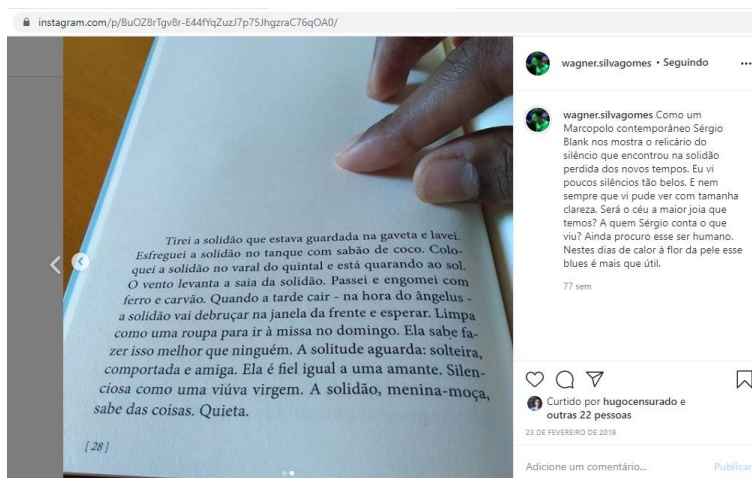 instagram.com/p/BuOZ8rTgv8r-E44fYqZuzJ7p75JhgzraC76qOA0/
Tirei a solidão que estava guardada na gaveta e lavei.
Esfreguei a solidão no tanque com sabão de coco. Colo-
quei a solidão no varal do quintal e está quarando ao sol.
O vento levanta a saia da solidão. Passei e engomei com
ferro e carvão. Quando a tarde cair - na hora do ângelus -
a solidão vai debruçar na janela da frente e esperar. Limpa
como uma roupa para ir à missa no domingo. Ela sabe fa-
zer isso melhor que ninguém. A solitude aguarda: solteira,
comportada e amiga. Ela é fiel igual a uma amante. Silen-
ciosa como uma viúva virgem. A solidão, menina-moça,
sabe das coisas. Quieta.
[28]
wagner.silvagomes • Seguindo
wagner.silvagomes Como um
Marcopolo contemporâneo Sérgio
Blank nos mostra o relicário do
silêncio que encontrou na solidão
perdida dos novos tempos. Eu vi
poucos silêncios tão belos. E nem
sempre que vi pude ver com tamanha
clareza. Será o céu a maior joia que
temos? A quem Sérgio conta o que
viu? Ainda procuro esse ser humano.
Nestes dias de calor à flor da pele esse
blues é mais que útil.
77 sem
Curtido por hugocensurado e
outras 22 pessoas
23 DE FEVEREIRO DE 2019
Adicione um comentário...
Publicar